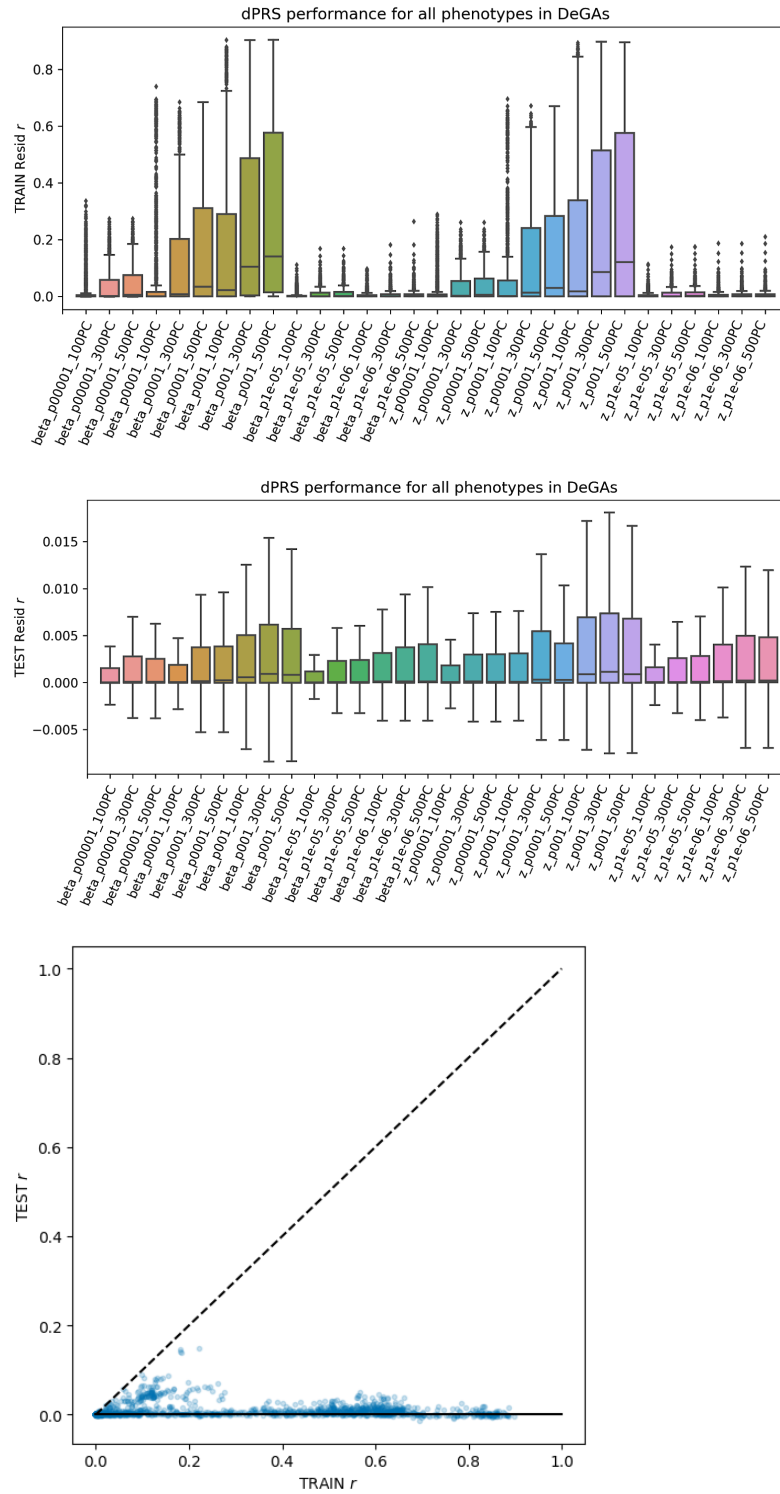 dPRS performance for all phenotypes in DeGAs
TRAIN Resid r
0.8
0.6
0.4
0.2
0.0
beta_p00001_100PC
beta_p00001_300PC
beta_p00001_500PC
beta_p0001_100PC
beta_p0001_300PC
beta_p0001_500PC
beta_p001_100PC
beta_p001_300PC
beta_p001_500PC
beta_p1e-05_100PC
beta_p1e-05_300PC
beta_p1e-05_500PC
beta_p1e-06_100PC
beta_p1e-06_300PC
beta_p1e-06_500PC
z_p00001_100PC
z_p00001_300PC
z_p00001_500PC
z_p0001_100PC
z_p0001_300PC
z_p0001_500PC
z_p001_100PC
z_p001_300PC
z_p001_500PC
z_p1e-05_100PC
z_p1e-05_300PC
z_p1e-05_500PC
z_p1e-06_100PC
z_p1e-06_300PC
z_p1e-06_500PC
dPRS performance for all phenotypes in DeGAs
TEST Resid r
0.015
0.010
0.005
0.000
−0.005
beta_p00001_100PC
beta_p00001_300PC
beta_p00001_500PC
beta_p0001_100PC
beta_p0001_300PC
beta_p0001_500PC
beta_p001_100PC
beta_p001_300PC
beta_p001_500PC
beta_p1e-05_100PC
beta_p1e-05_300PC
beta_p1e-05_500PC
beta_p1e-06_100PC
beta_p1e-06_300PC
beta_p1e-06_500PC
z_p00001_100PC
z_p00001_300PC
z_p00001_500PC
z_p0001_100PC
z_p0001_300PC
z_p0001_500PC
z_p001_100PC
z_p001_300PC
z_p001_500PC
z_p1e-05_100PC
z_p1e-05_300PC
z_p1e-05_500PC
z_p1e-06_100PC
z_p1e-06_300PC
z_p1e-06_500PC
TEST r
1.0
0.8
0.6
0.4
0.2
0.0
0.0
0.2
0.4
0.6
0.8
1.0
TRAIN r